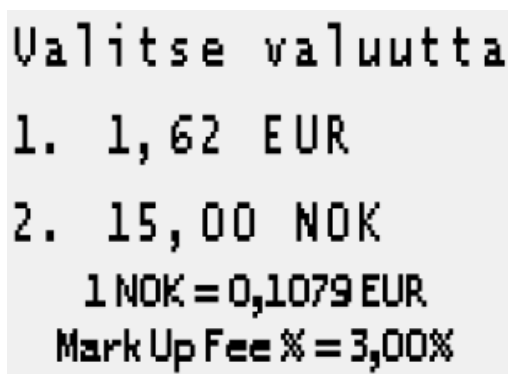 Valitse valuutta
1. 1,62 EUR
2. 15,00 NOK
1 NOK = 0,1079 EUR
Mark Up Fee % = 3,00%